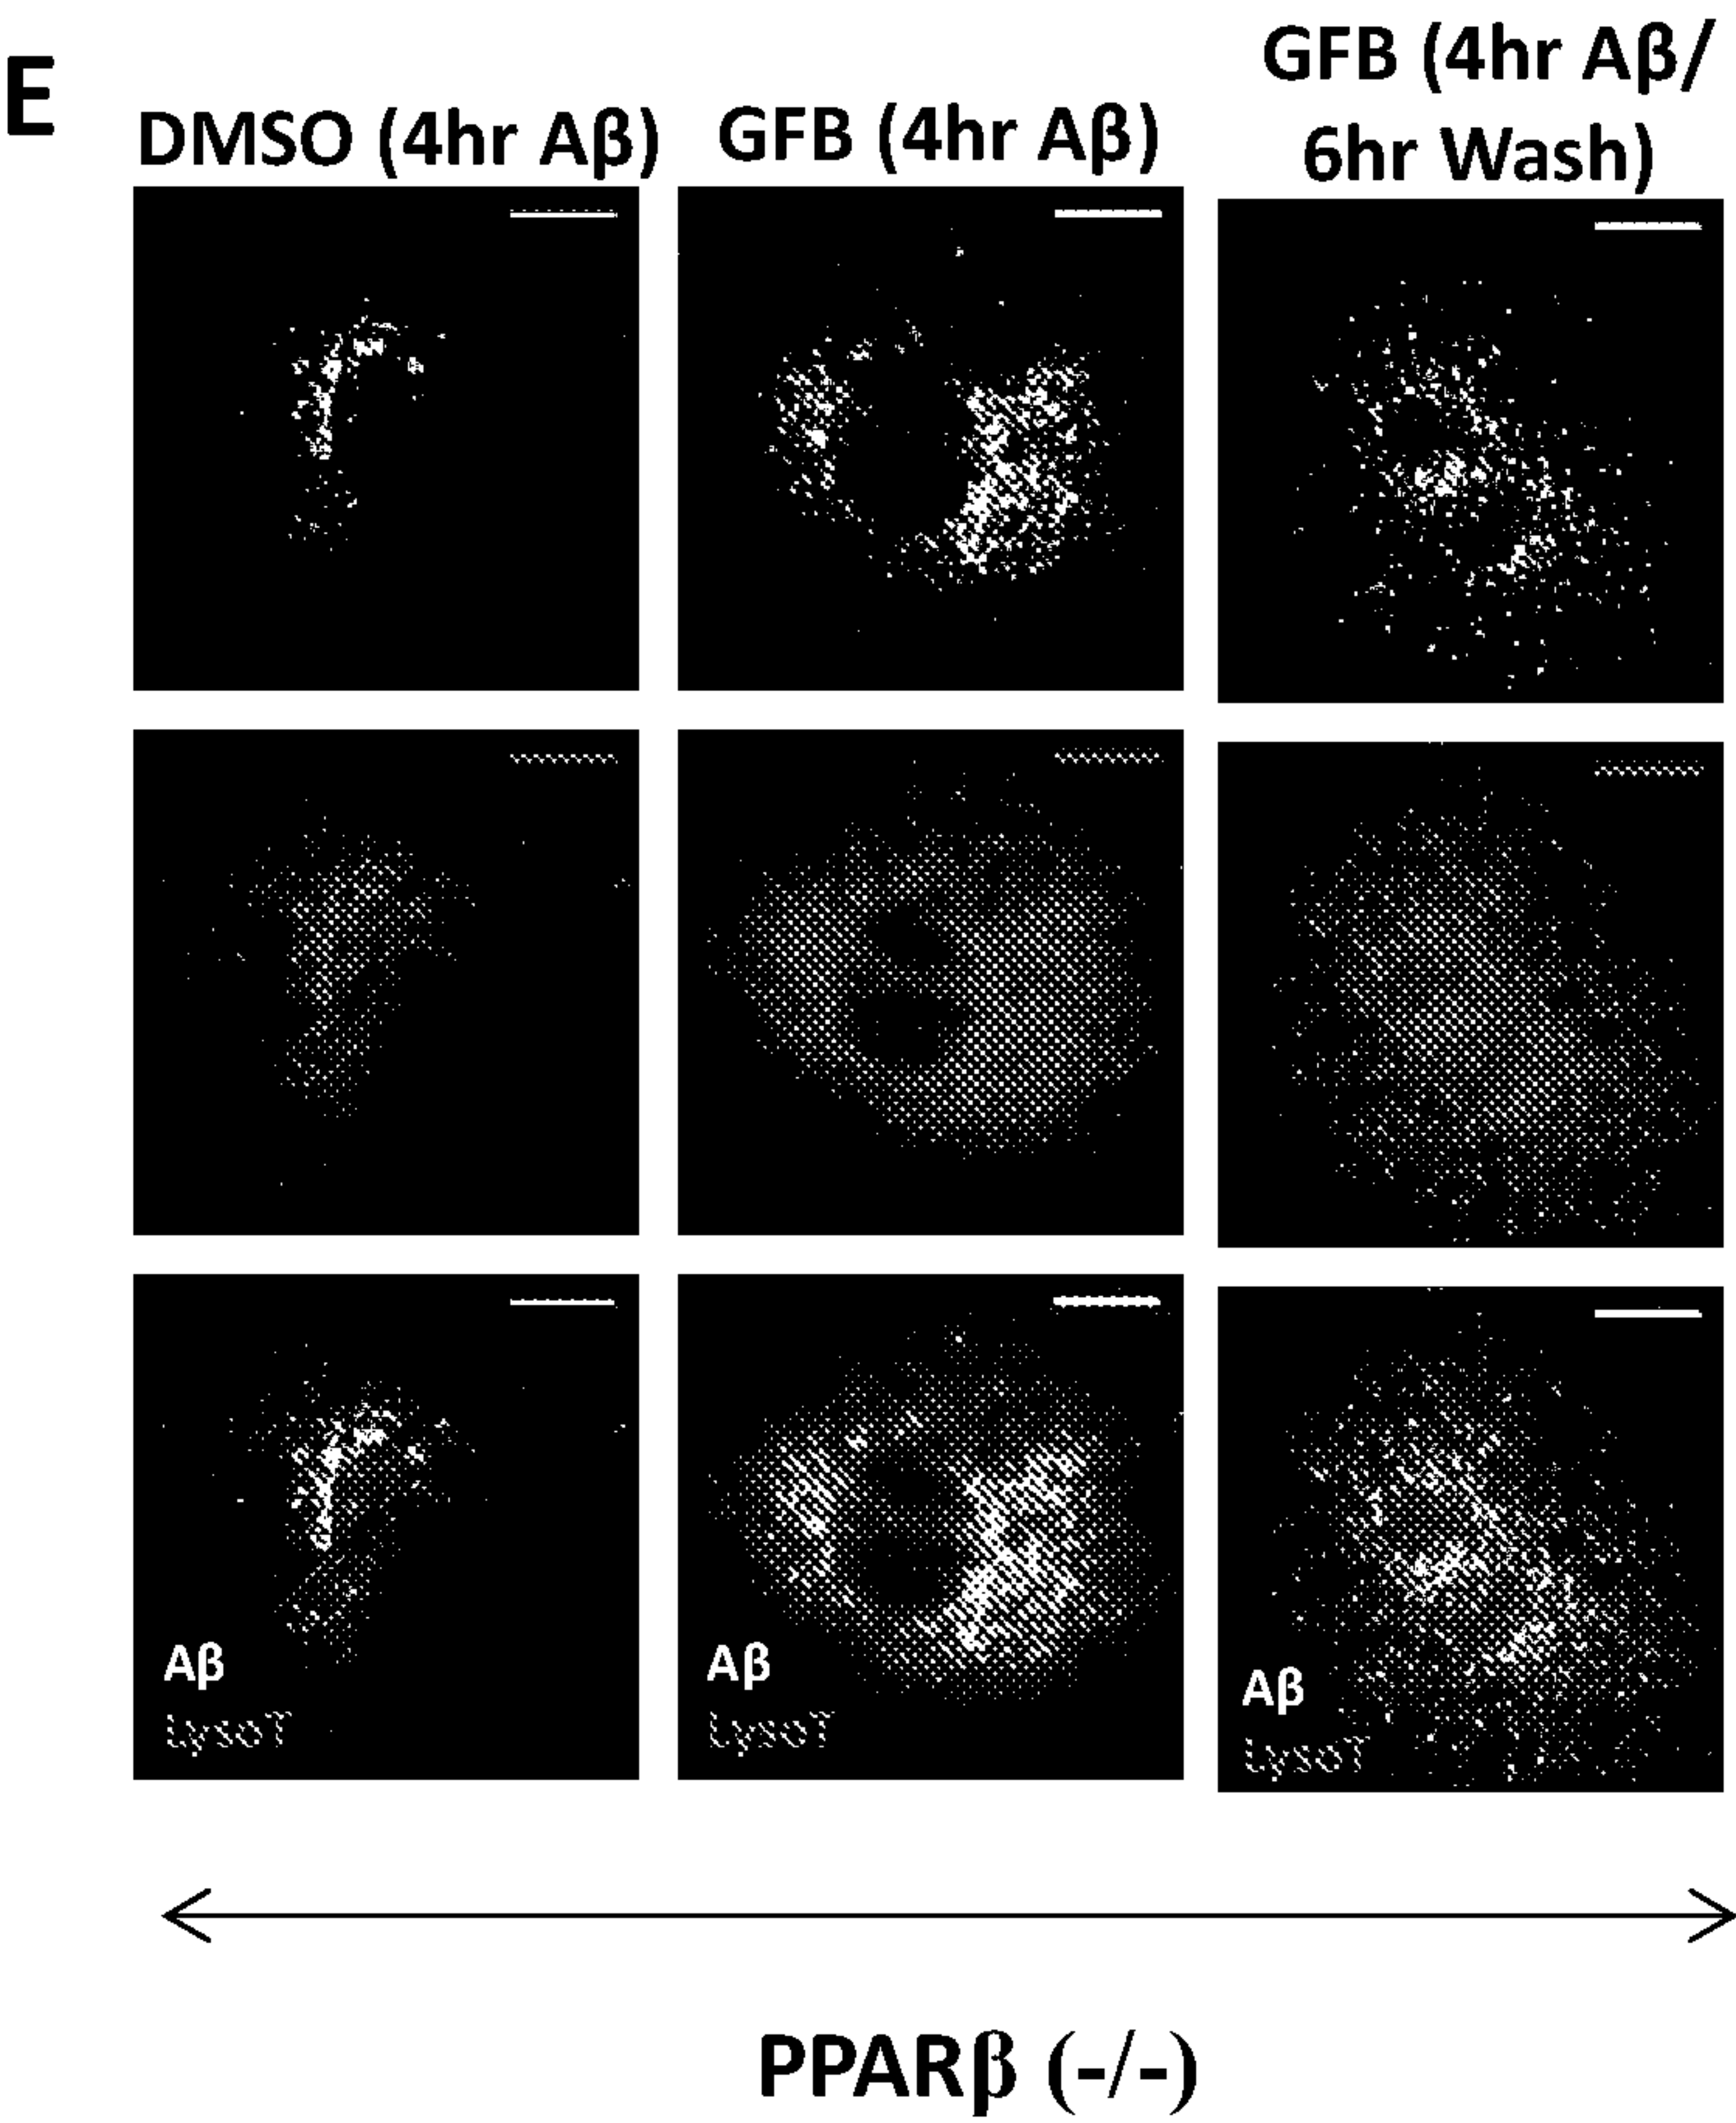 E
DMSO (4hr Aβ)
GFB (4hr Aβ)
GFB (4hr Aβ/
6hr Wash)
Aβ
LysoT
Aβ
LysoT
Aβ
LysoT
PPARβ (-/-)